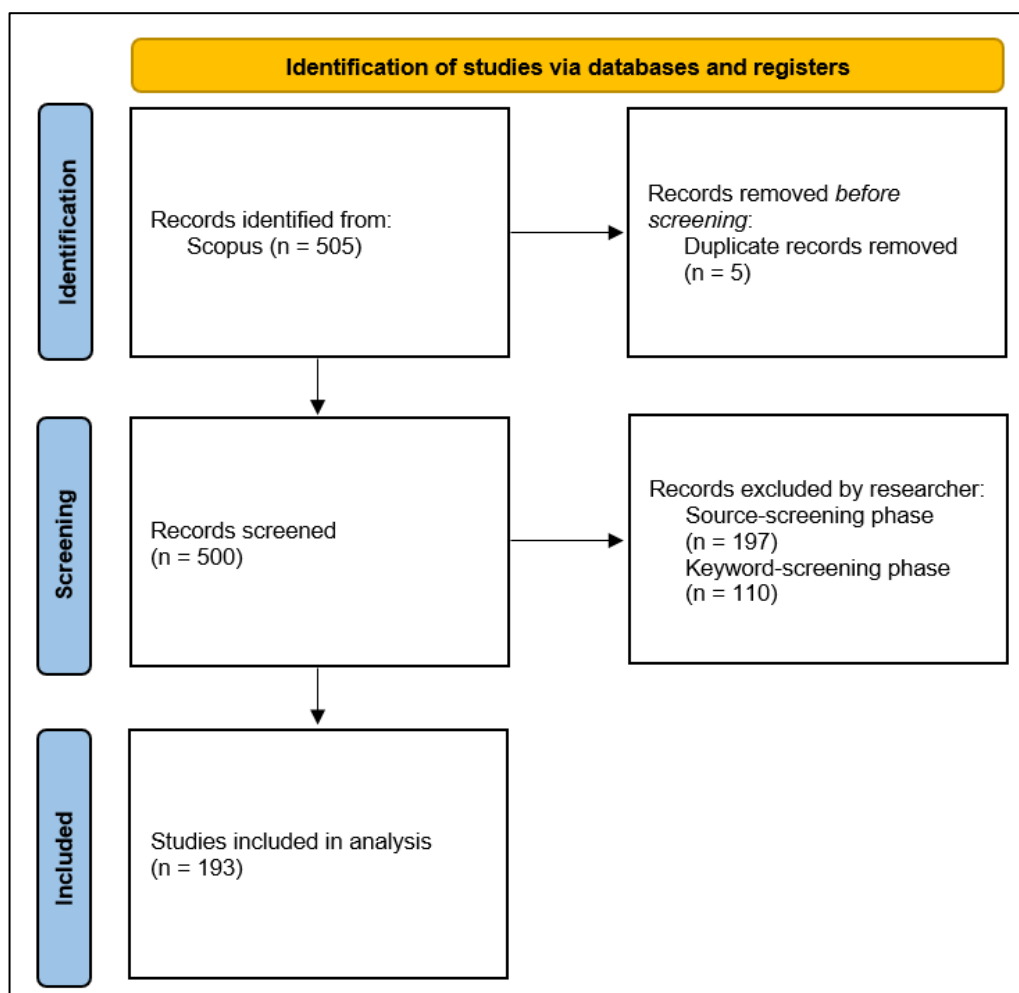 Identification of studies via databases and registers
Identification
Records identified from:
Scopus (n = 505)
Records removed before
screening:
Duplicate records removed
(n = 5)
Screening
Records screened
(n = 500)
Records excluded by researcher:
Source-screening phase
(n = 197)
Keyword-screening phase
(n = 110)
Included
Studies included in analysis
(n = 193)